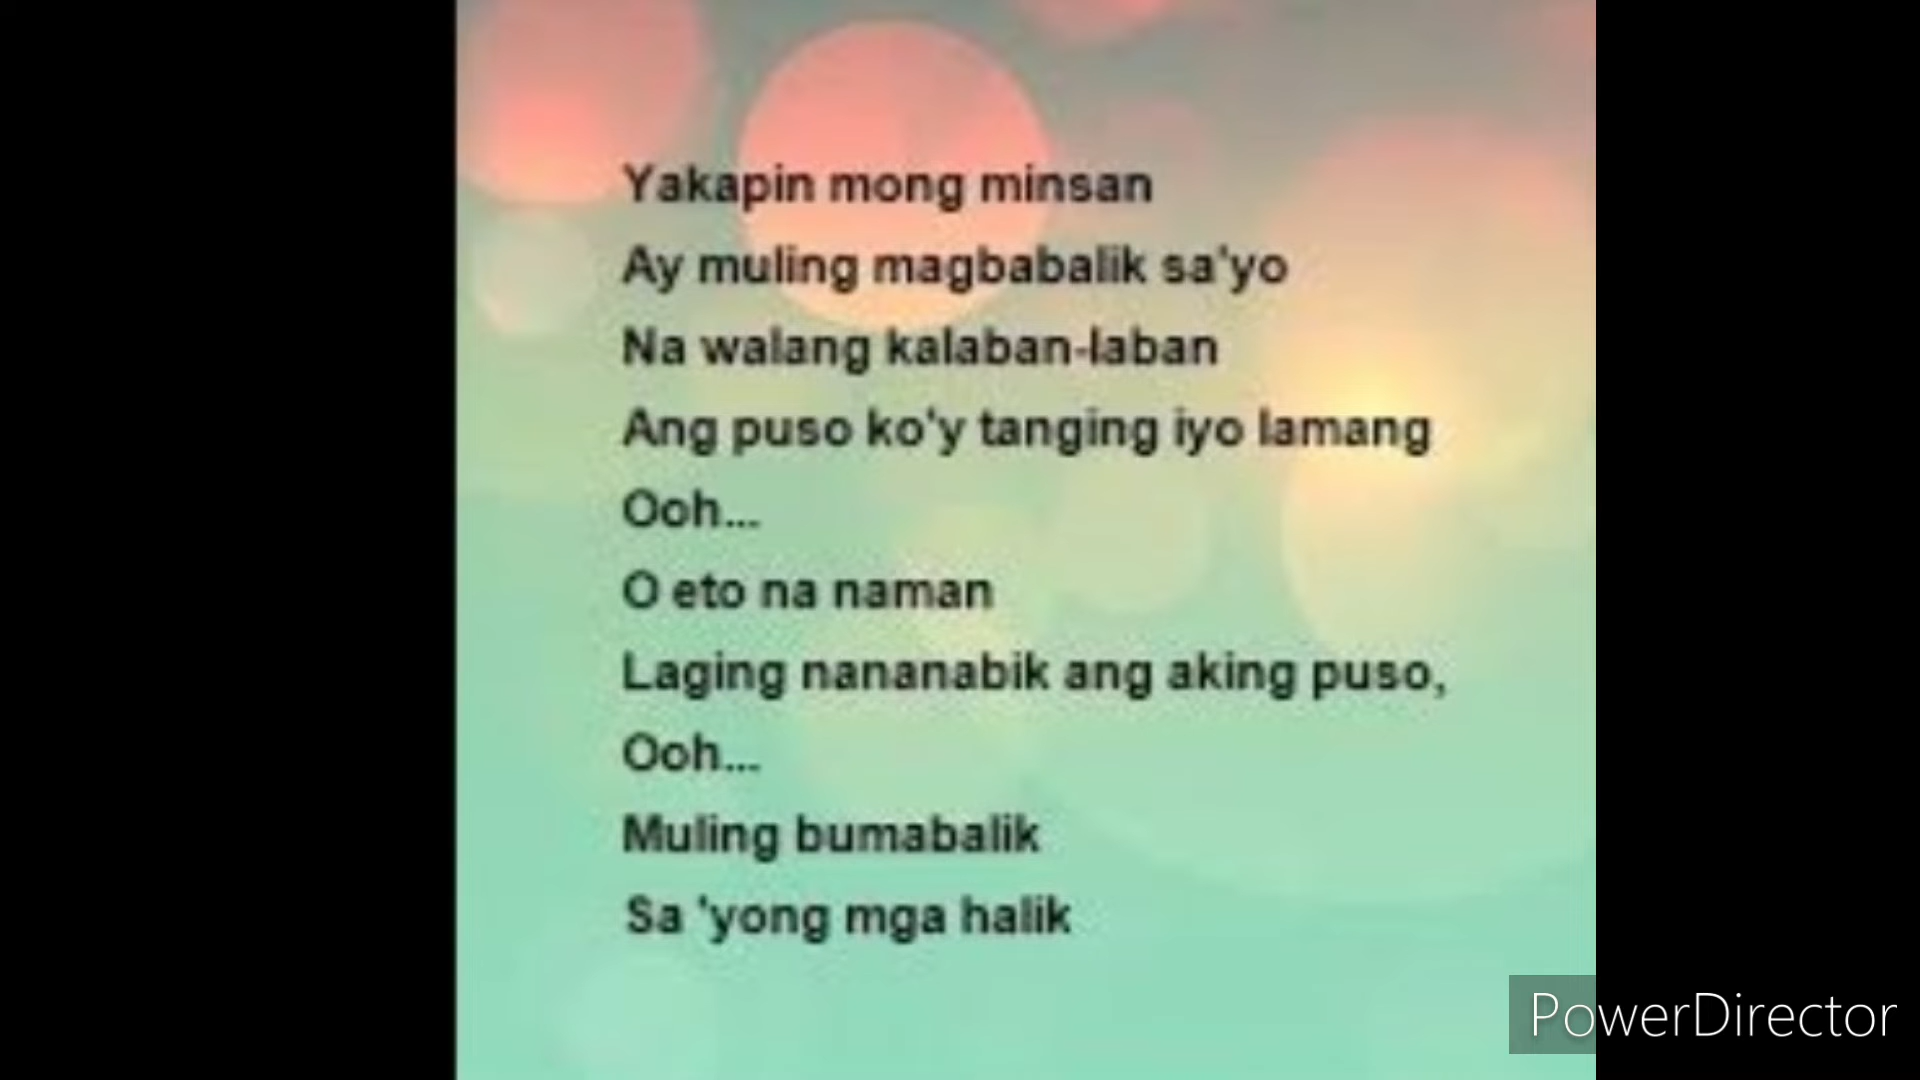 Yakapin mong minsan
Ay muling magbabalik sa'yo
Na walang kalaban-laban
Ang puso ko'y tanging iyo lamang
Ooh...
O eto na naman
Laging nananabik ang aking puso,
Ooh...
Muling bumabalik
Sa 'yong mga halik
PowerDirector